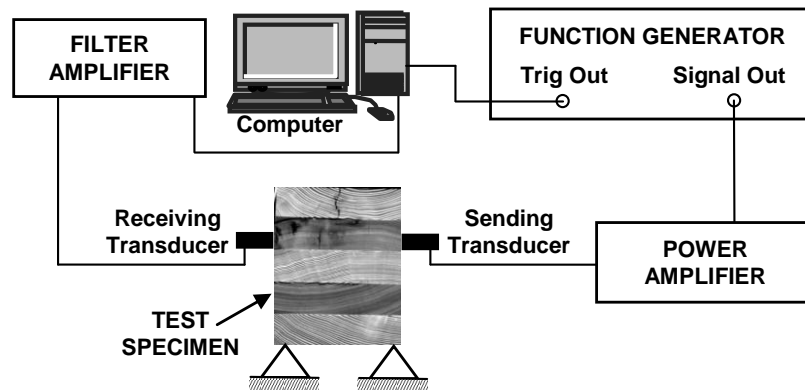 FILTER
AMPLIFIER
Computer
FUNCTION GENERATOR
Trig Out
Signal Out
Receiving
Transducer
Sending
Transducer
POWER
AMPLIFIER
TEST
SPECIMEN